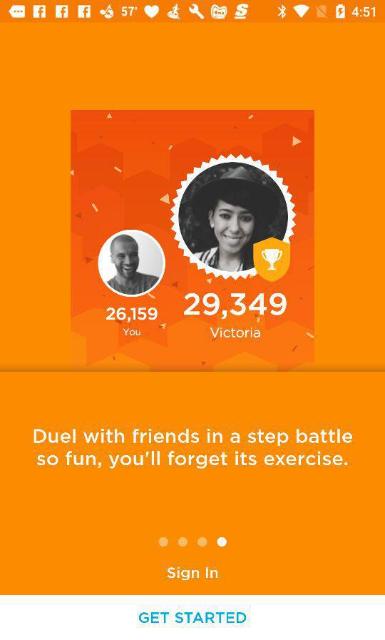 57° 4:51
26,159
You
29,349
Victoria
Duel with friends in a step battle
so fun, you'll forget its exercise.
Sign In
GET STARTED